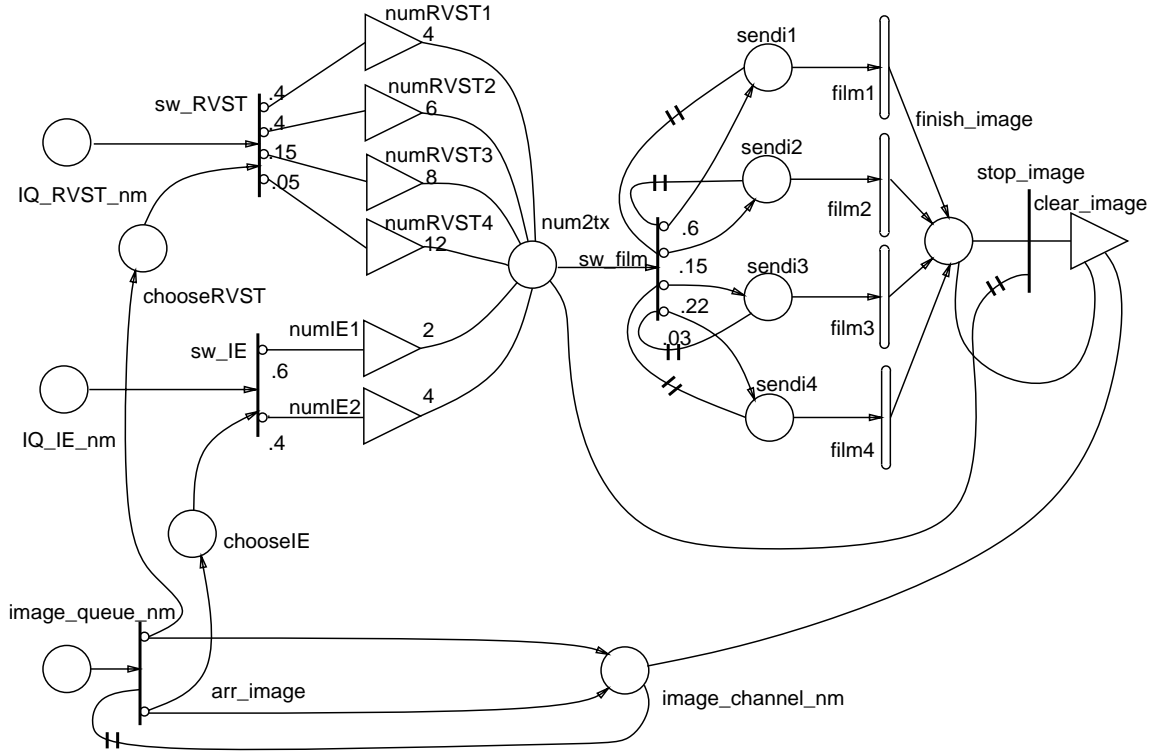 numRVST1
4
sendi1
numRVST2
sw_RVST
.4
6
film1
finish_image
.4
numRVST3
sendi2
.15
8
stop_image
IQ_RVST_nm
.05
clear_image
numRVST4
num2tx
film2
12
.6
sw_film
.15
sendi3
chooseRVST
.22
numIE1
2
film3
.03
sw_IE
.6
sendi4
numIE2
4
IQ_IE_nm
.4
film4
chooseIE
image_queue_nm
arr_image
image_channel_nm